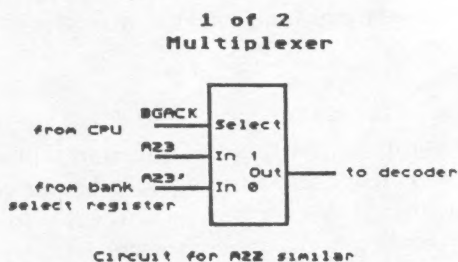 1 of 2
Multiplexer
BGACK
from CPU
Select
A23
In 1
Out
to decoder
A23'
from bank
select register
In 0
Circuit for A22 similar